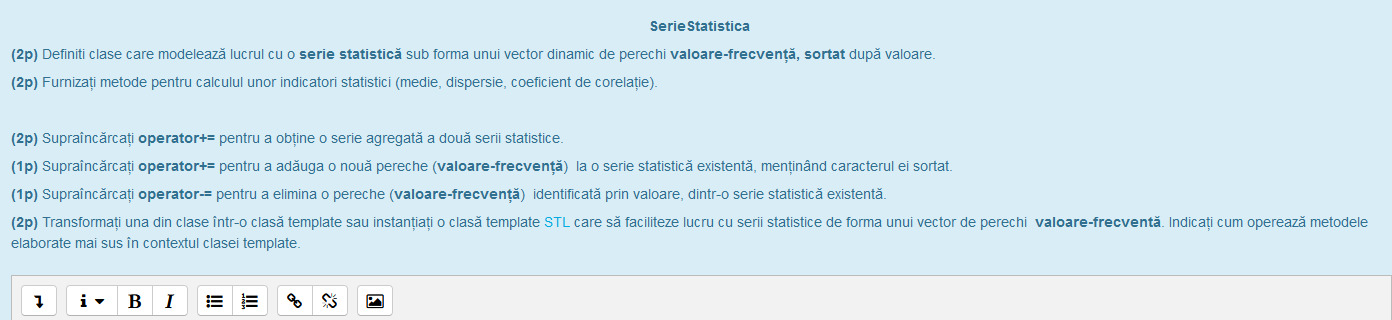 SerieStatistica
(2p) Definiti clase care modelează lucrul cu o serie statistică sub forma unui vector dinamic de perechi valoare-frecvență, sortat după valoare.
(2p) Furnizați metode pentru calculul unor indicatori statistici (medie, dispersie, coeficient de corelație).
(2p) Supraîncărcați operator+= pentru a obține o serie agregată a două serii statistice.
(1p) Supraîncărcați operator+= pentru a adăuga o nouă pereche (valoare-frecvență) la o serie statistică existentă, menținând caracterul ei sortat.
(1p) Supraîncărcați operator-= pentru a elimina o pereche (valoare-frecvență) identificată prin valoare, dintr-o serie statistică existentă.
(2p) Transformați una din clase într-o clasă template sau instanțiați o clasă template STL care să faciliteze lucru cu serii statistice de forma unui vector de perechi valoare-frecventă. Indicați cum operează metodele
elaborate mai sus în contextul clasei template.
i B I